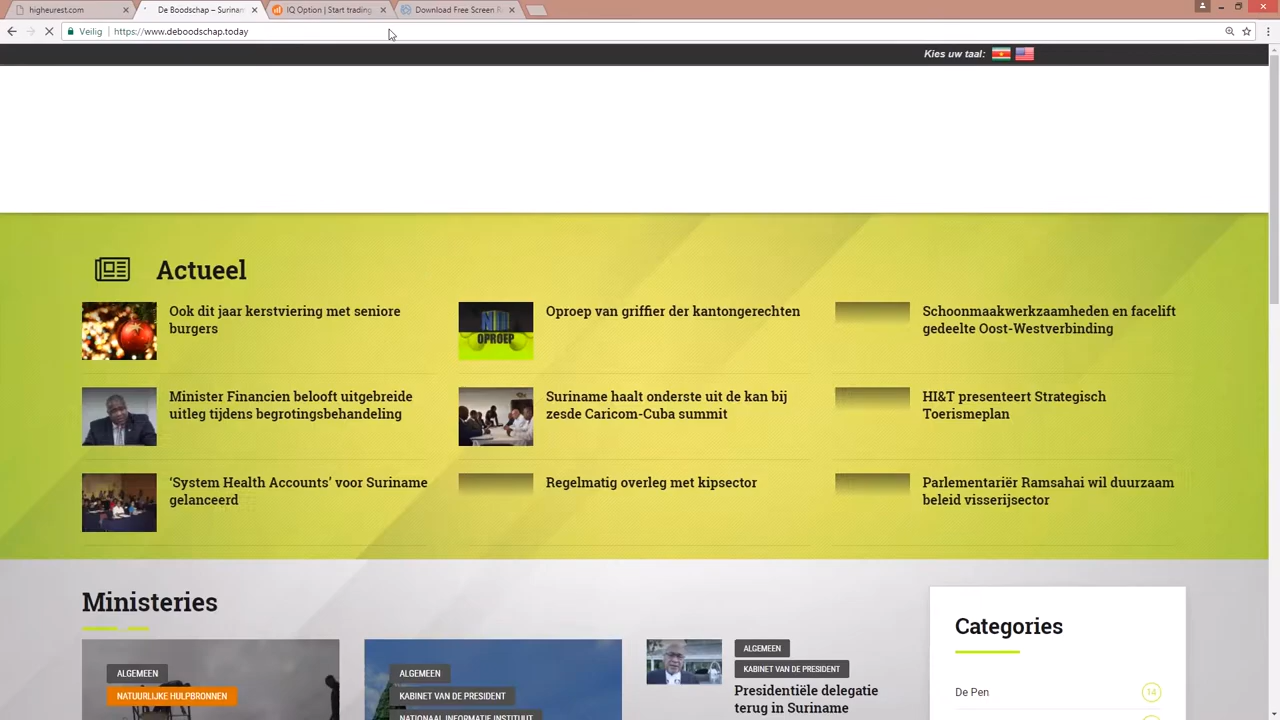 higheurest.com
De Boodschap – Surinam
IQ Option | Start trading
Download Free Screen R
Veilig
https://www.deboodschap.today
Kies uw taal:
Actueel
Ook dit jaar kerstviering met seniore
burgers
Oproep van griffier der kantongerechten
OPROEP
Schoonmaakwerkzaamheden en facelift
gedeelte Oost-Westverbinding
Minister Financien belooft uitgebreide
uitleg tijdens begrotingsbehandeling
Suriname haalt onderste uit de kan bij
zesde Caricom-Cuba summit
HI&T presenteert Strategisch
Toerismeplan
‘System Health Accounts’ voor Suriname
gelanceerd
Regelmatig overleg met kipsector
Parlementariër Ramsahai wil duurzaam
beleid visserijsector
Ministeries
ALGEMEEN
NATUURLIJKE HULPBRONNEN
ALGEMEEN
KABINET VAN DE PRESIDENT
NATIONAAL INFORMATIE INSTITUUT
ALGEMEEN
KABINET VAN DE PRESIDENT
Presidentiële delegatie
terug in Suriname
Categories
De Pen
14